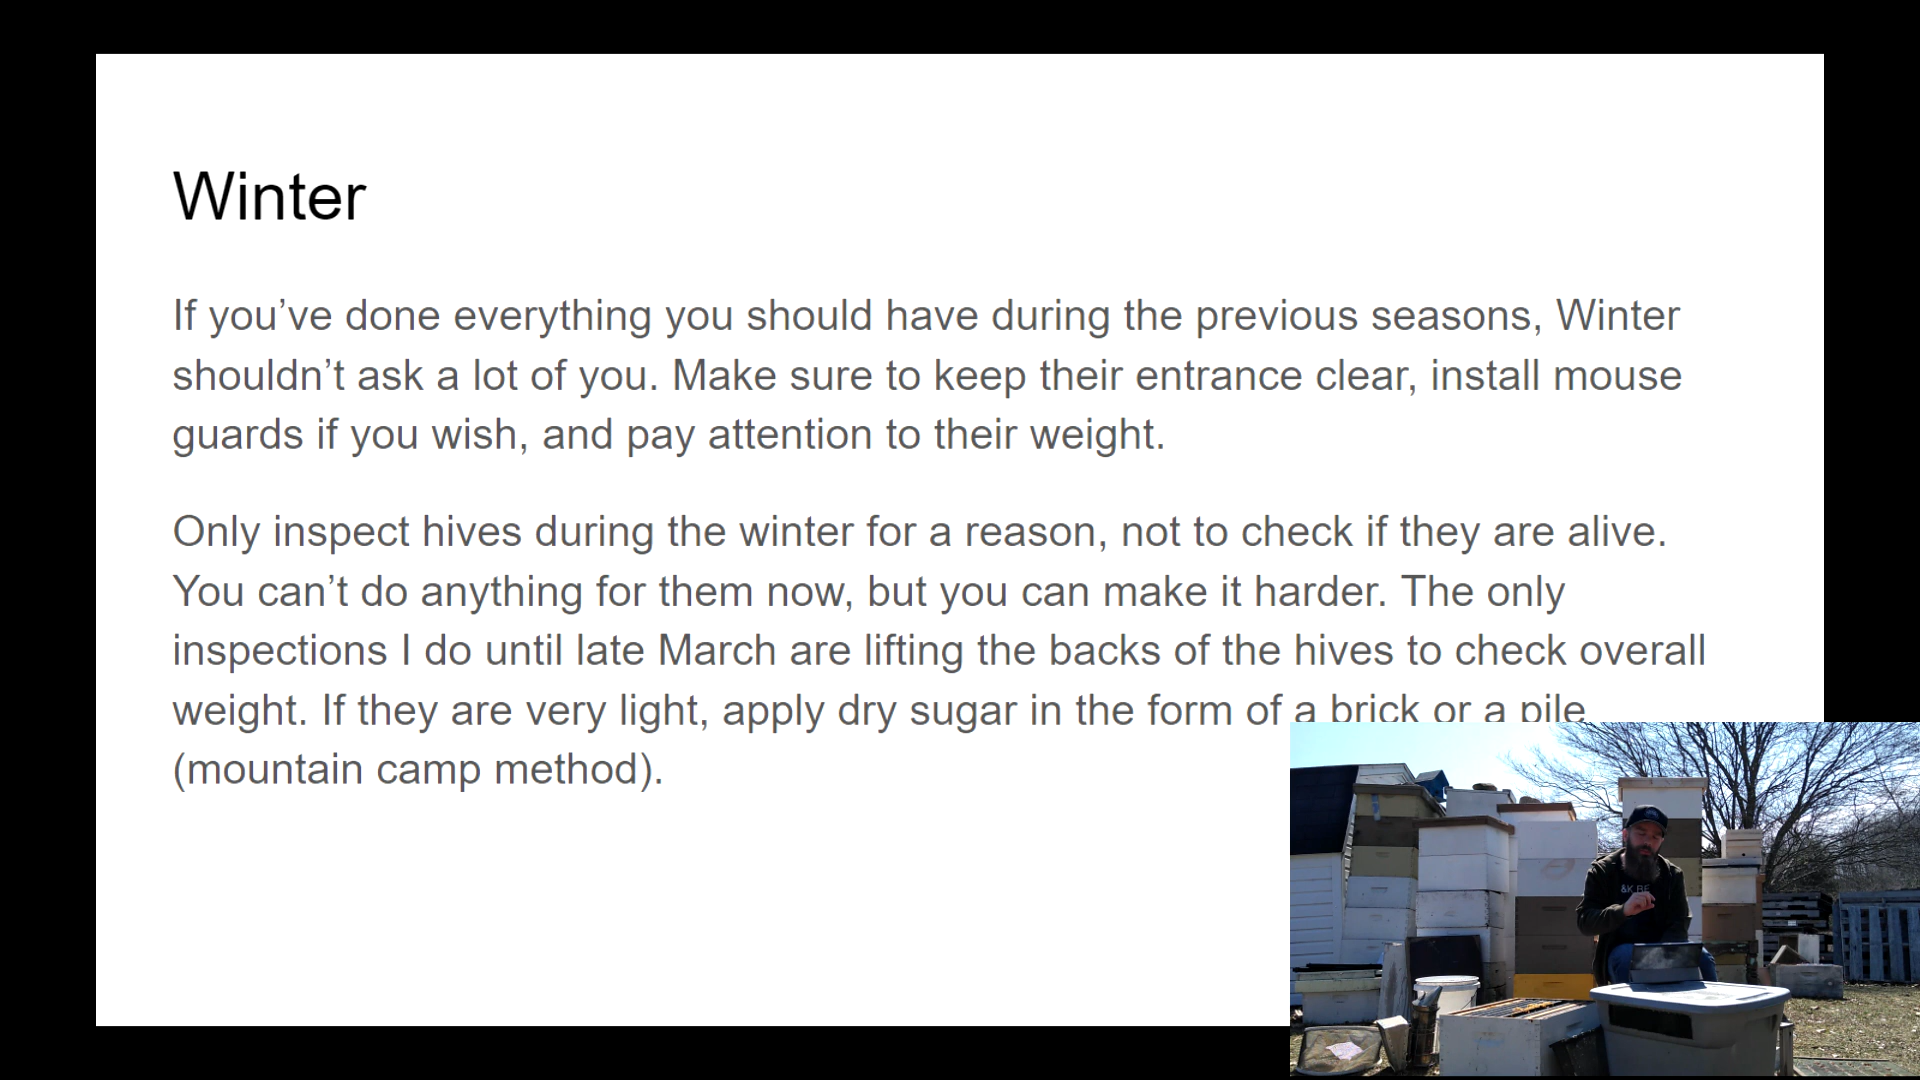 Winter
If you’ve done everything you should have during the previous seasons, Winter
shouldn’t ask a lot of you. Make sure to keep their entrance clear, install mouse
guards if you wish, and pay attention to their weight.
Only inspect hives during the winter for a reason, not to check if they are alive.
You can’t do anything for them now, but you can make it harder. The only
inspections I do until late March are lifting the backs of the hives to check overall
weight. If they are very light, apply dry sugar in the form of a brick or a pile
(mountain camp method).
&K BE